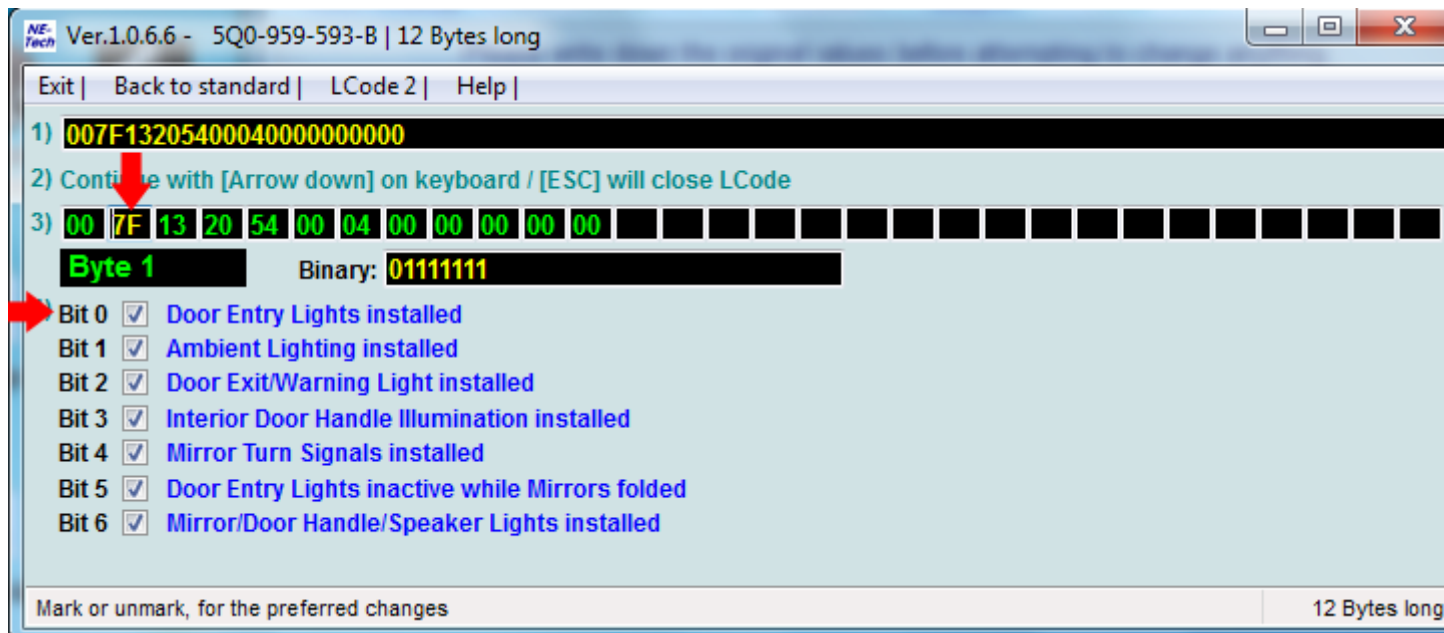 NE-Tech Ver.1.0.6.6 - 5Q0-959-593-B | 12 Bytes long
Exit | Back to standard | LCode 2 | Help |
1) 007F13205400040000000000
2) Continue with [Arrow down] on keyboard / [ESC] will close LCode
3) 00 7F 13 20 54 00 04 00 00 00 00 00
Byte 1 Binary: 01111111
Bit 0 Door Entry Lights installed
Bit 1 Ambient Lighting installed
Bit 2 Door Exit/Warning Light installed
Bit 3 Interior Door Handle Illumination installed
Bit 4 Mirror Turn Signals installed
Bit 5 Door Entry Lights inactive while Mirrors folded
Bit 6 Mirror/Door Handle/Speaker Lights installed
Mark or unmark, for the preferred changes 12 Bytes long